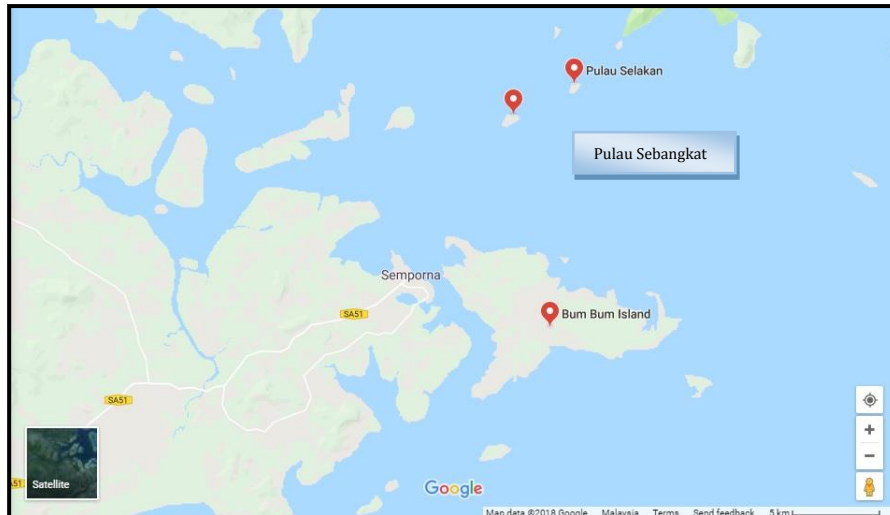 Pulau Selakan
Pulau Sebangkat
Semporna
SA51
Bum Bum Island
SA51
Satellite
51
Google
Map data ©2018 Google Malaysia Terms Send feedback 5 km